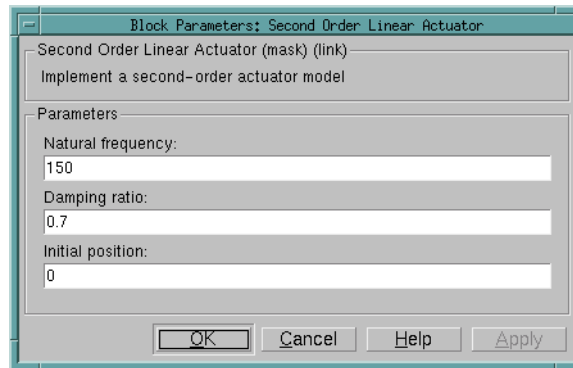 Block Parameters: Second Order Linear Actuator
Second Order Linear Actuator (mask) (link)
Implement a second-order actuator model
Parameters
Natural frequency:
150
Damping ratio:
0.7
Initial position:
0
OK Cancel Help Apply